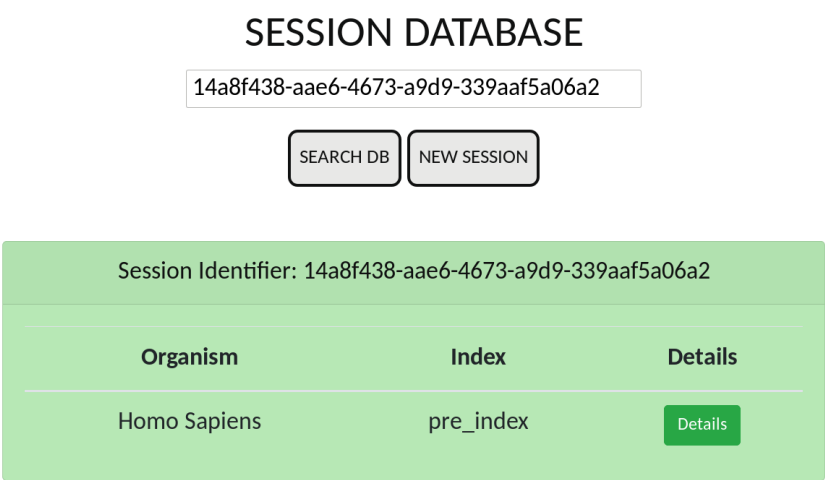 SESSION DATABASE
14a8f438-aae6-4673-a9d9-339aaf5a06a2
SEARCH DB NEW SESSION
Session Identifier: 14a8f438-aae6-4673-a9d9-339aaf5a06a2
Organism Index Details
Homo Sapiens pre_index Details